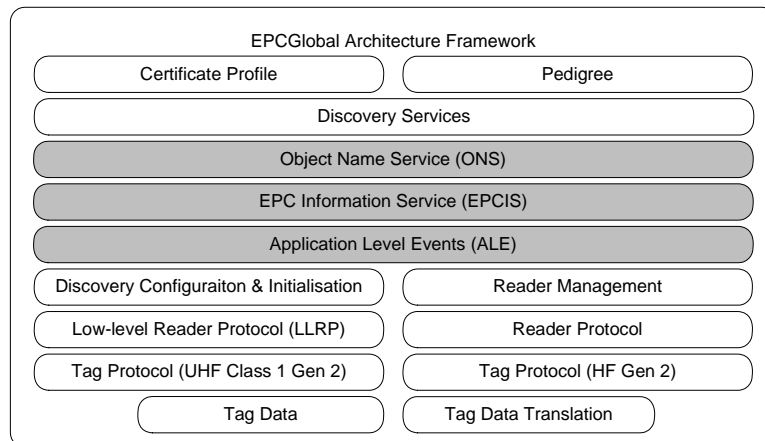 EPCGlobal Architecture Framework
Certificate Profile
Pedigree
Discovery Services
Object Name Service (ONS)
EPC Information Service (EPCIS)
Application Level Events (ALE)
Discovery Configuraiton & Initialisation
Reader Management
Low-level Reader Protocol (LLRP)
Reader Protocol
Tag Protocol (UHF Class 1 Gen 2)
Tag Protocol (HF Gen 2)
Tag Data
Tag Data Translation